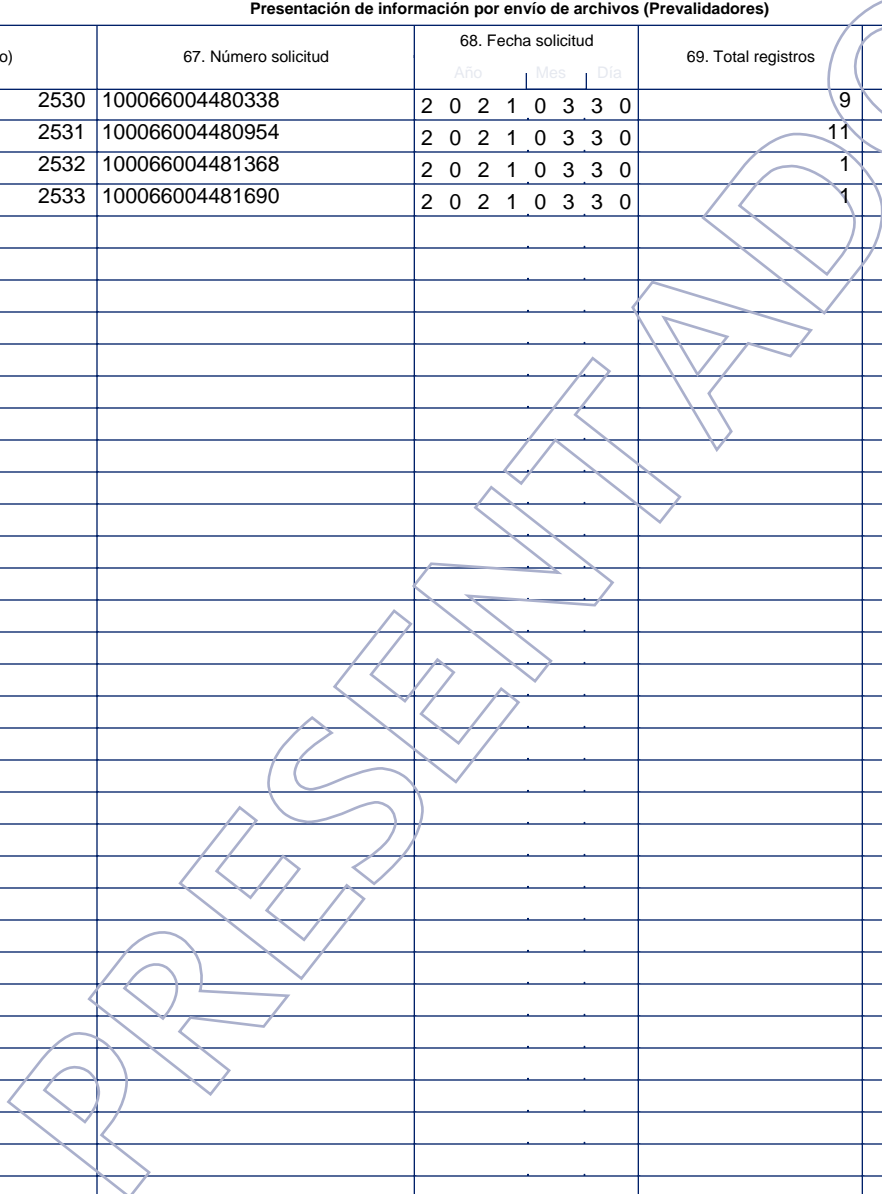 Presentación de información por envío de archivos (Prevalidadores)
o) 67. Número solicitud 68. Fecha solicitud 69. Total registros
Año Mes Día
2530 100066004480338 2 0 2 1 0 3 3 0 9
2531 100066004480954 2 0 2 1 0 3 3 0 11
2532 100066004481368 2 0 2 1 0 3 3 0 1
2533 100066004481690 2 0 2 1 0 3 3 0 1
PRESENTADO